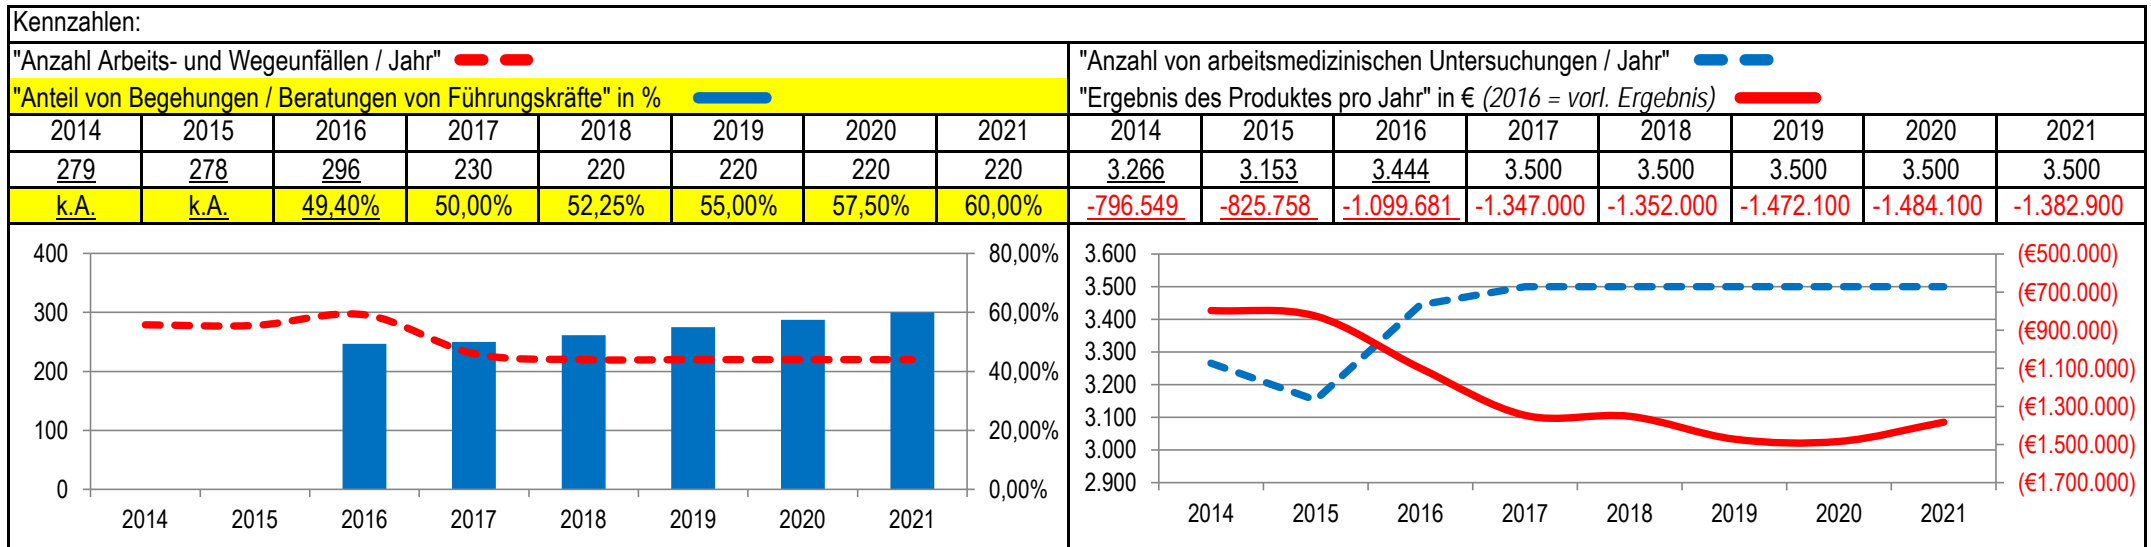 Kennzahlen:
"Anzahl Arbeits- und Wegeunfällen / Jahr"
"Anteil von Begehungen / Beratungen von Führungskräfte" in %
"Anzahl von arbeitsmedizinischen Untersuchungen / Jahr"
"Ergebnis des Produktes pro Jahr" in € (2016 = vorl. Ergebnis)
2014 2015 2016 2017 2018 2019 2020 2021 2014 2015 2016 2017 2018 2019 2020 2021
279 278 296 230 220 220 220 220 3.266 3.153 3.444 3.500 3.500 3.500 3.500 3.500
k.A. k.A. 49,40% 50,00% 52,25% 55,00% 57,50% 60,00% -796.549 -825.758 -1.099.681 -1.347.000 -1.352.000 -1.472.100 -1.484.100 -1.382.900
400
300
200
100
0
80,00%
60,00%
40,00%
20,00%
0,00%
2014 2015 2016 2017 2018 2019 2020 2021
3.600
3.500
3.400
3.300
3.200
3.100
3.000
2.900
(€500.000)
(€700.000)
(€900.000)
(€1.100.000)
(€1.300.000)
(€1.500.000)
(€1.700.000)
2014 2015 2016 2017 2018 2019 2020 2021